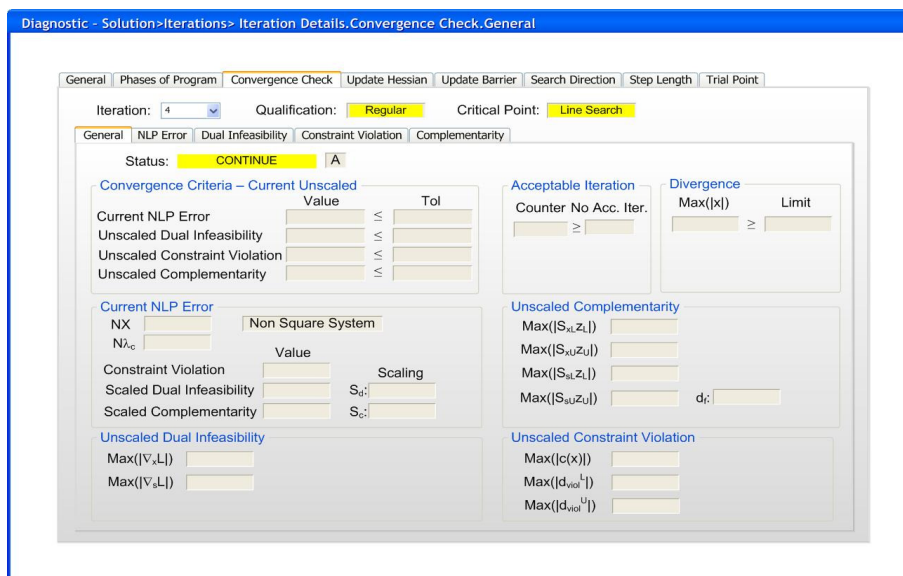 Diagnostic - Solution>Iterations> Iteration Details.Convergence Check.General
General Phases of Program Convergence Check Update Hessian Update Barrier Search Direction Step Length Trial Point
Iteration: 4 Qualification: Regular Critical Point: Line Search
General NLP Error Dual Infeasibility Constraint Violation Complementarity
Status: CONTINUE A
Convergence Criteria – Current Unscaled
Value Tol
Current NLP Error ≤
Unscaled Dual Infeasibility ≤
Unscaled Constraint Violation ≤
Unscaled Complementarity ≤
Acceptable Iteration
Counter No Acc. Iter.
≥
Divergence
Max(|x|) Limit
≥
Current NLP Error
NX Non Square System
Nλc
Value
Constraint Violation Scaling
Scaled Dual Infeasibility Sd:
Scaled Complementarity Sc:
Unscaled Complementarity
Max(|SxLzL|)
Max(|SxUzU|)
Max(|SsLzL|)
Max(|SsUzU|) df:
Unscaled Dual Infeasibility
Max(|∇xL|)
Max(|∇sL|)
Unscaled Constraint Violation
Max(|c(x)|)
Max(|dviolL|)
Max(|dviolU|)